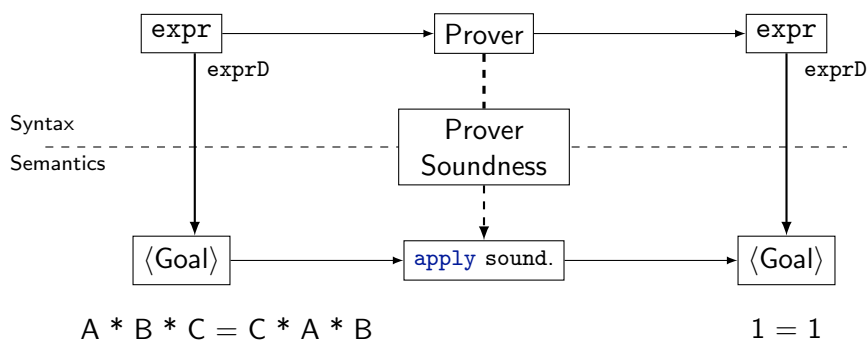 expr Prover expr
exprD exprD
Syntax
Prover
Soundness
Semantics
⟨Goal⟩ apply sound. ⟨Goal⟩
A * B * C = C * A * B 1 = 1